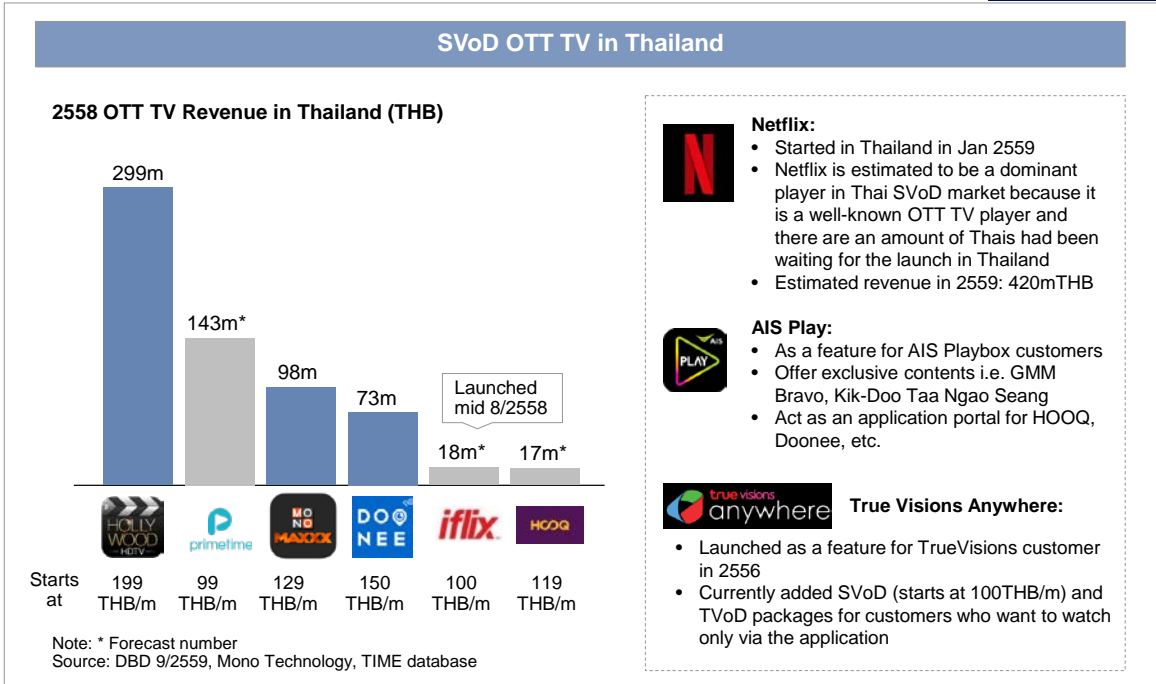 SVoD OTT TV in Thailand
2558 OTT TV Revenue in Thailand (THB)
299m
143m*
98m
73m
Launched
mid 8/2558
18m*
17m*
HOLLY
WOOD
HDTV
primetime
MONO
MAXXX
DOO
NEE
iflix
HOOQ
Starts
at
199
THB/m
99
THB/m
129
THB/m
150
THB/m
100
THB/m
119
THB/m
Note: * Forecast number
Source: DBD 9/2559, Mono Technology, TIME database
N
Netflix:
• Started in Thailand in Jan 2559
• Netflix is estimated to be a dominant
player in Thai SVoD market because it
is a well-known OTT TV player and
there are an amount of Thais had been
waiting for the launch in Thailand
• Estimated revenue in 2559: 420mTHB
AIS
PLAY
AIS Play:
• As a feature for AIS Playbox customers
• Offer exclusive contents i.e. GMM
Bravo, Kik-Doo Taa Ngao Seang
• Act as an application portal for HOOQ,
Doonee, etc.
true visions
anywhere
True Visions Anywhere:
• Launched as a feature for TrueVisions customer
in 2556
• Currently added SVoD (starts at 100THB/m) and
TVoD packages for customers who want to watch
only via the application